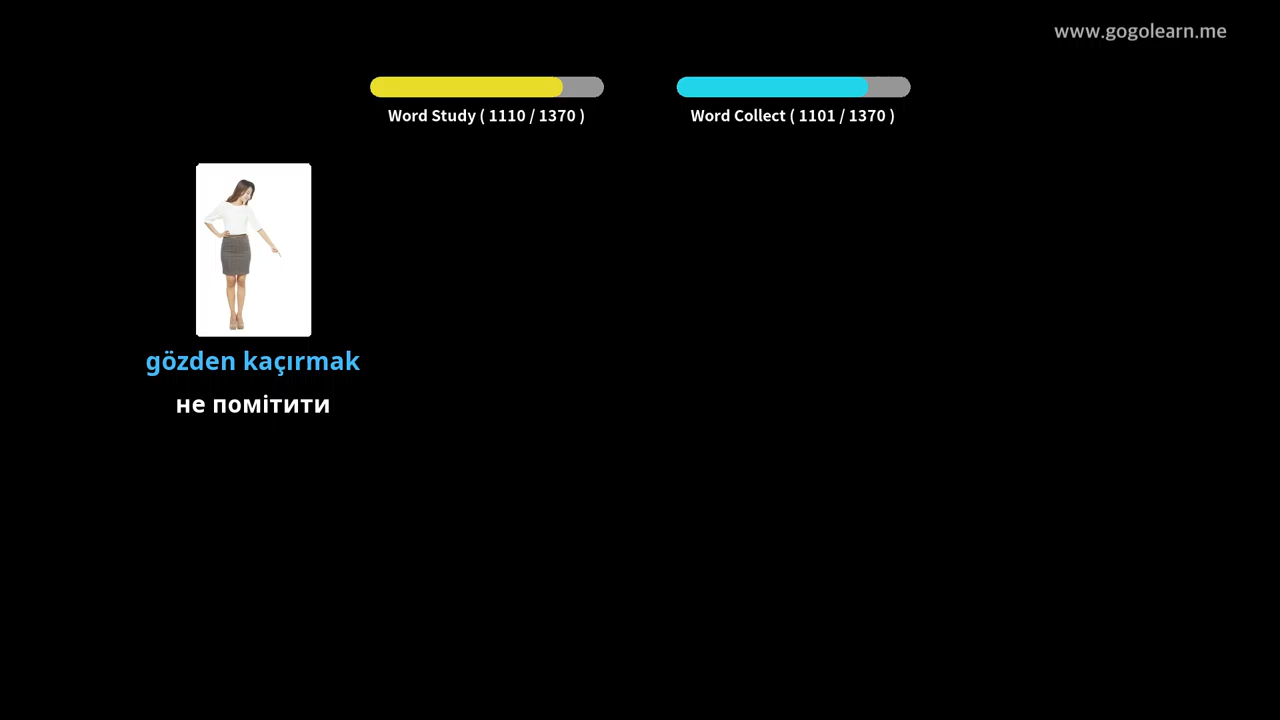 www.gogolearn.me
Word Study ( 1110 / 1370 )
Word Collect ( 1101 / 1370 )
gözden kaçırmak
не помітити